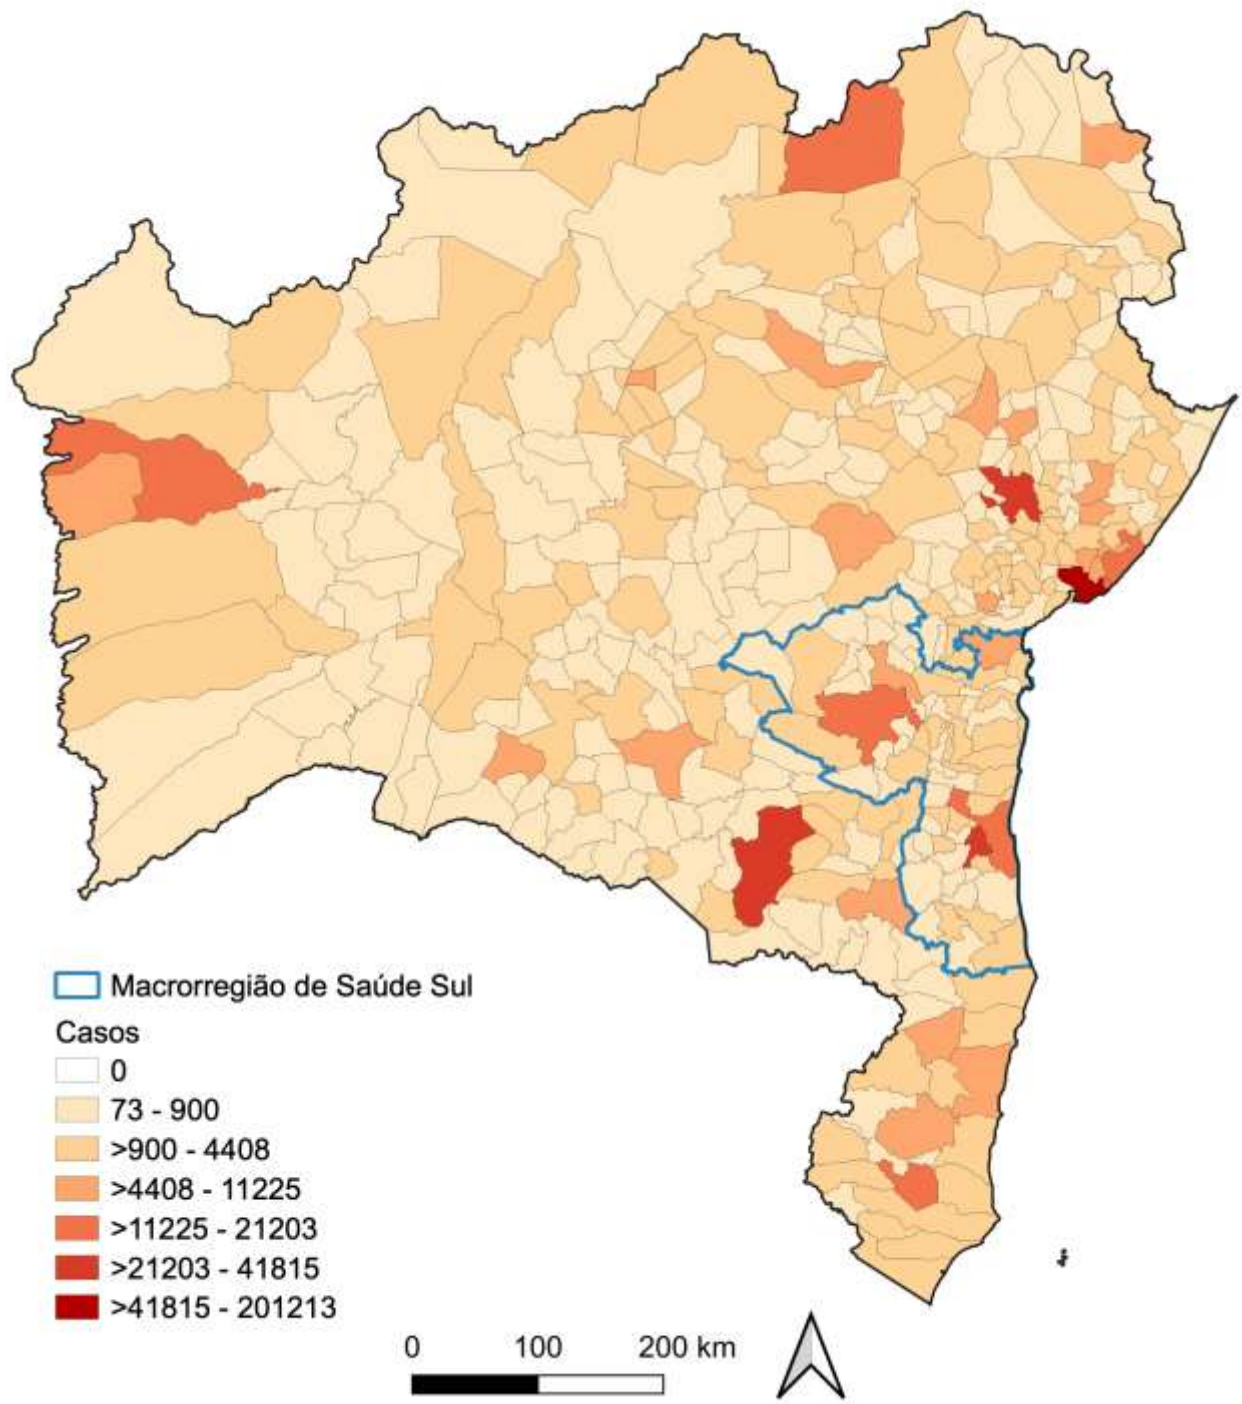 Macrorregião de Saúde Sul
Casos
0
73 - 900
>900 - 4408
>4408 - 11225
>11225 - 21203
>21203 - 41815
>41815 - 201213
0 100 200 km